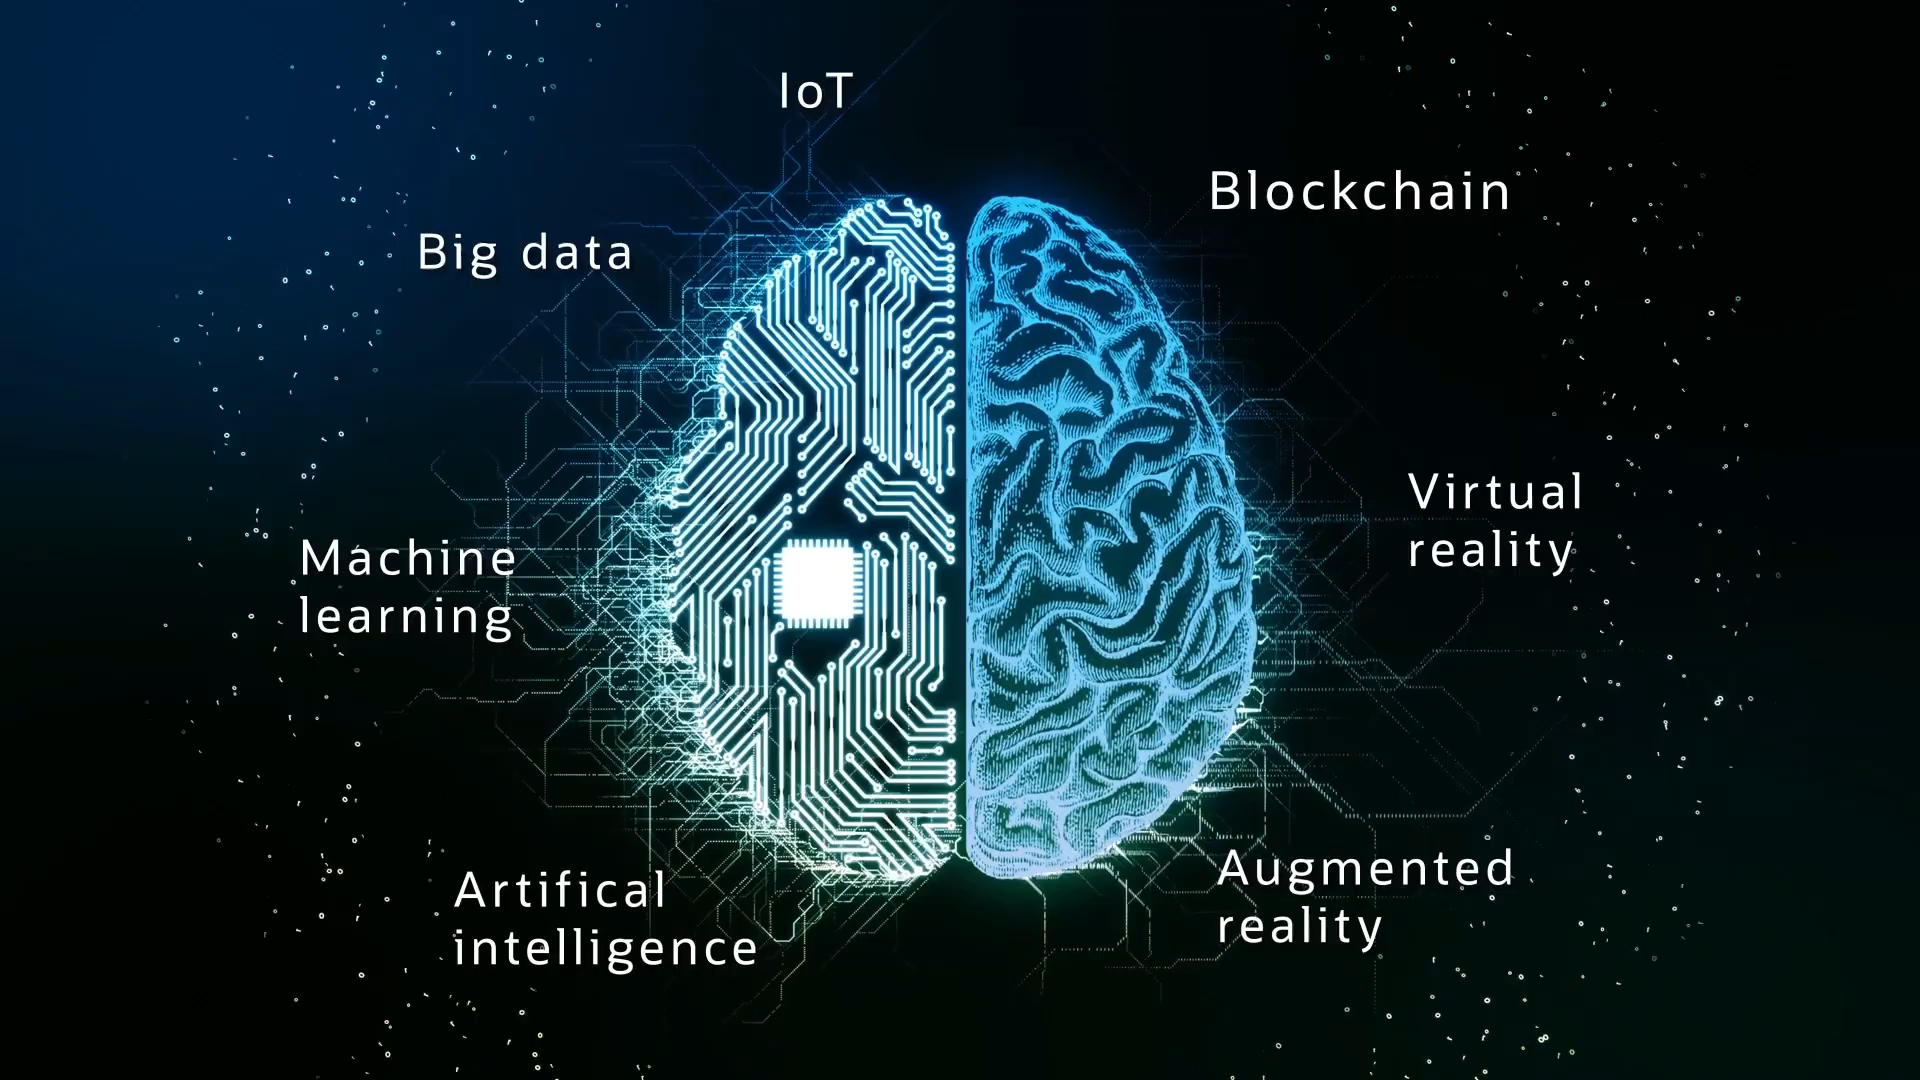 IoT
Blockchain
Big data
Virtual
reality
Machine
learning
Augmented
reality
Artifical
intelligence